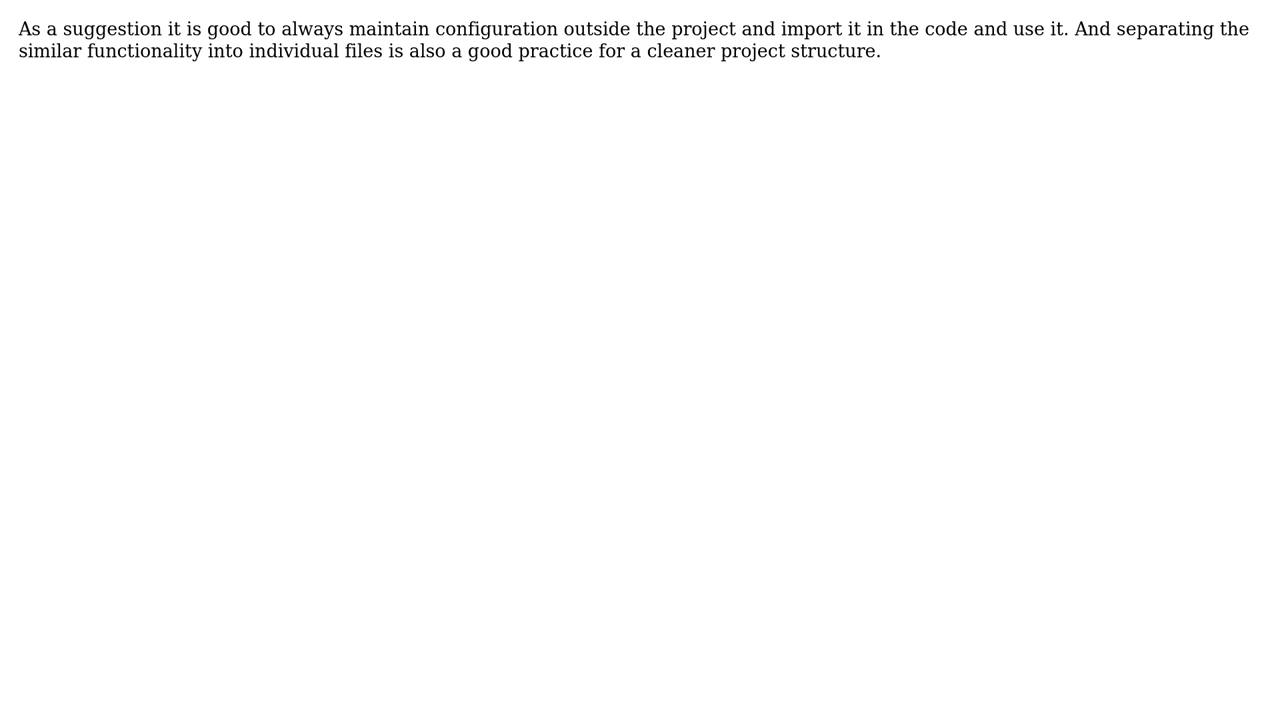 As a suggestion it is good to always maintain configuration outside the project and import it in the code and use it. And separating the
similar functionality into individual files is also a good practice for a cleaner project structure.